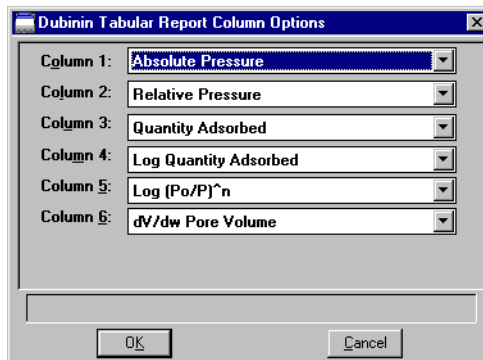 Dubinin Tabular Report Column Options
Column 1: Absolute Pressure
Column 2: Relative Pressure
Column 3: Quantity Adsorbed
Column 4: Log Quantity Adsorbed
Column 5: Log (Po/P)^n
Column 6: dV/dw Pore Volume
OK Cancel